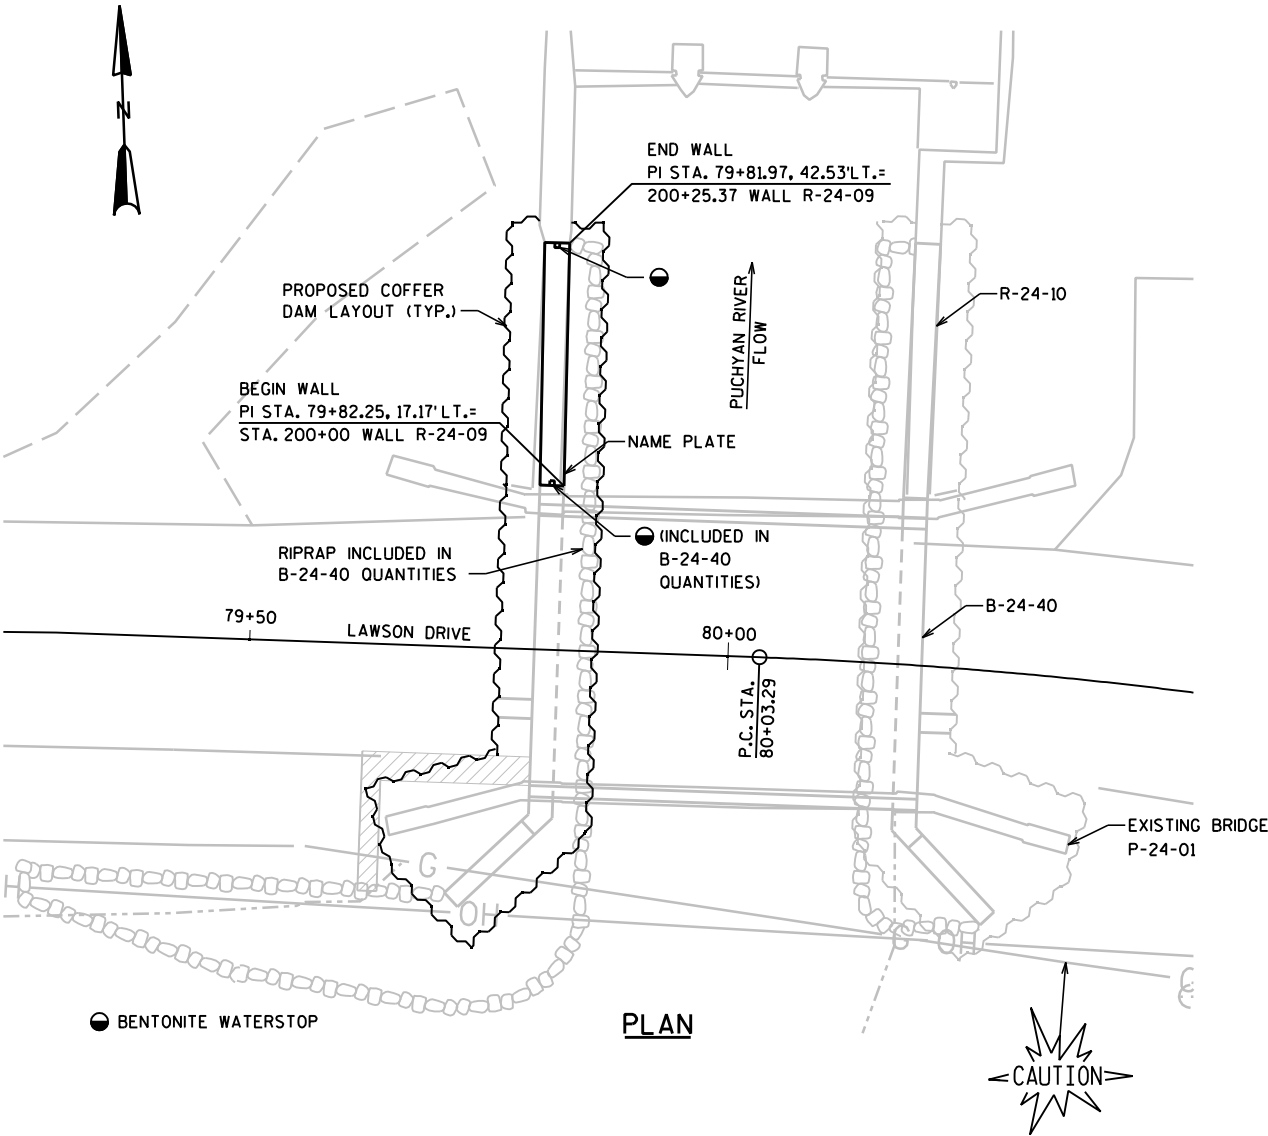 N
END WALL
PI STA. 79+81.97, 42.53'LT.=
200+25.37 WALL R-24-09
PROPOSED COFFER
DAM LAYOUT (TYP.)
PUCHYAN RIVER
FLOW
R-24-10
BEGIN WALL
PI STA. 79+82.25, 17.17' LT.=
STA. 200+00 WALL R-24-09
NAME PLATE
(INCLUDED IN
B-24-40
QUANTITIES)
RIPRAP INCLUDED IN
B-24-40 QUANTITIES
B-24-40
79+50
LAWSON DRIVE
80+00
P.C. STA.
80+03.29
EXISTING BRIDGE
P-24-01
G
OH
G
OH
BENTONITE WATERSTOP
PLAN
CAUTION